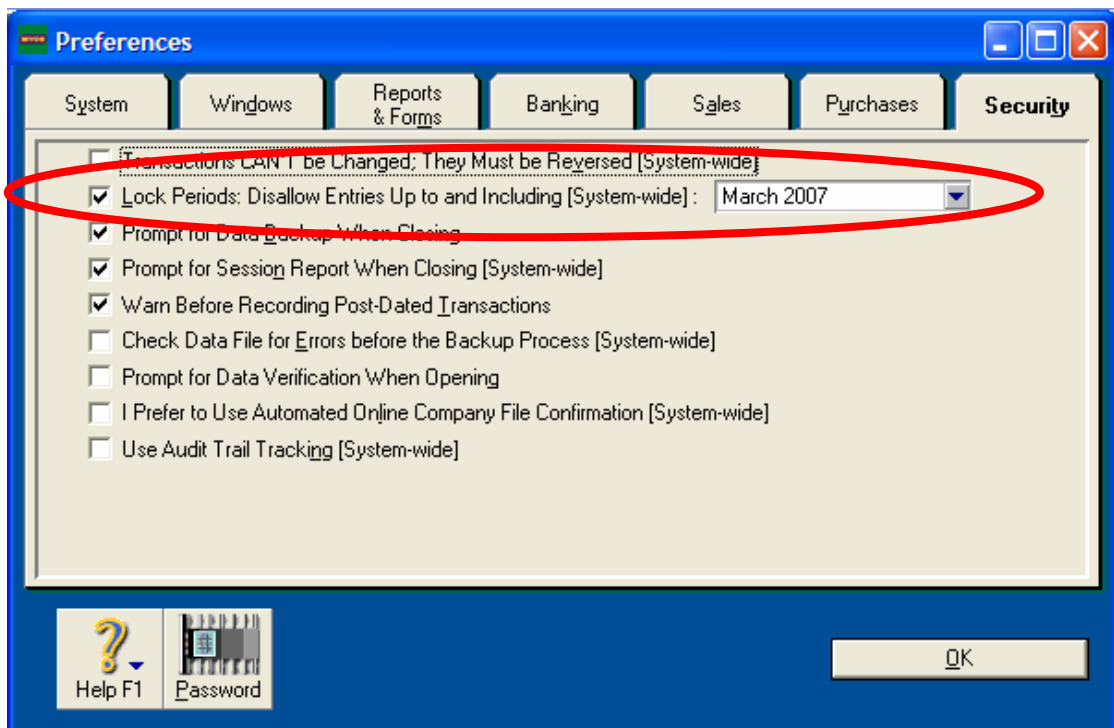 Preferences
System Windows Reports & Forms Banking Sales Purchases Security
Transactions CAN'T be Changed; They Must be Reversed [System-wide]
Lock Periods: Disallow Entries Up to and Including [System-wide] : March 2007
Prompt for Data Backup When Closing
Prompt for Session Report When Closing [System-wide]
Warn Before Recording Post-Dated Transactions
Check Data File for Errors before the Backup Process [System-wide]
Prompt for Data Verification When Opening
I Prefer to Use Automated Online Company File Confirmation [System-wide]
Use Audit Trail Tracking [System-wide]
Help F1 Password
OK